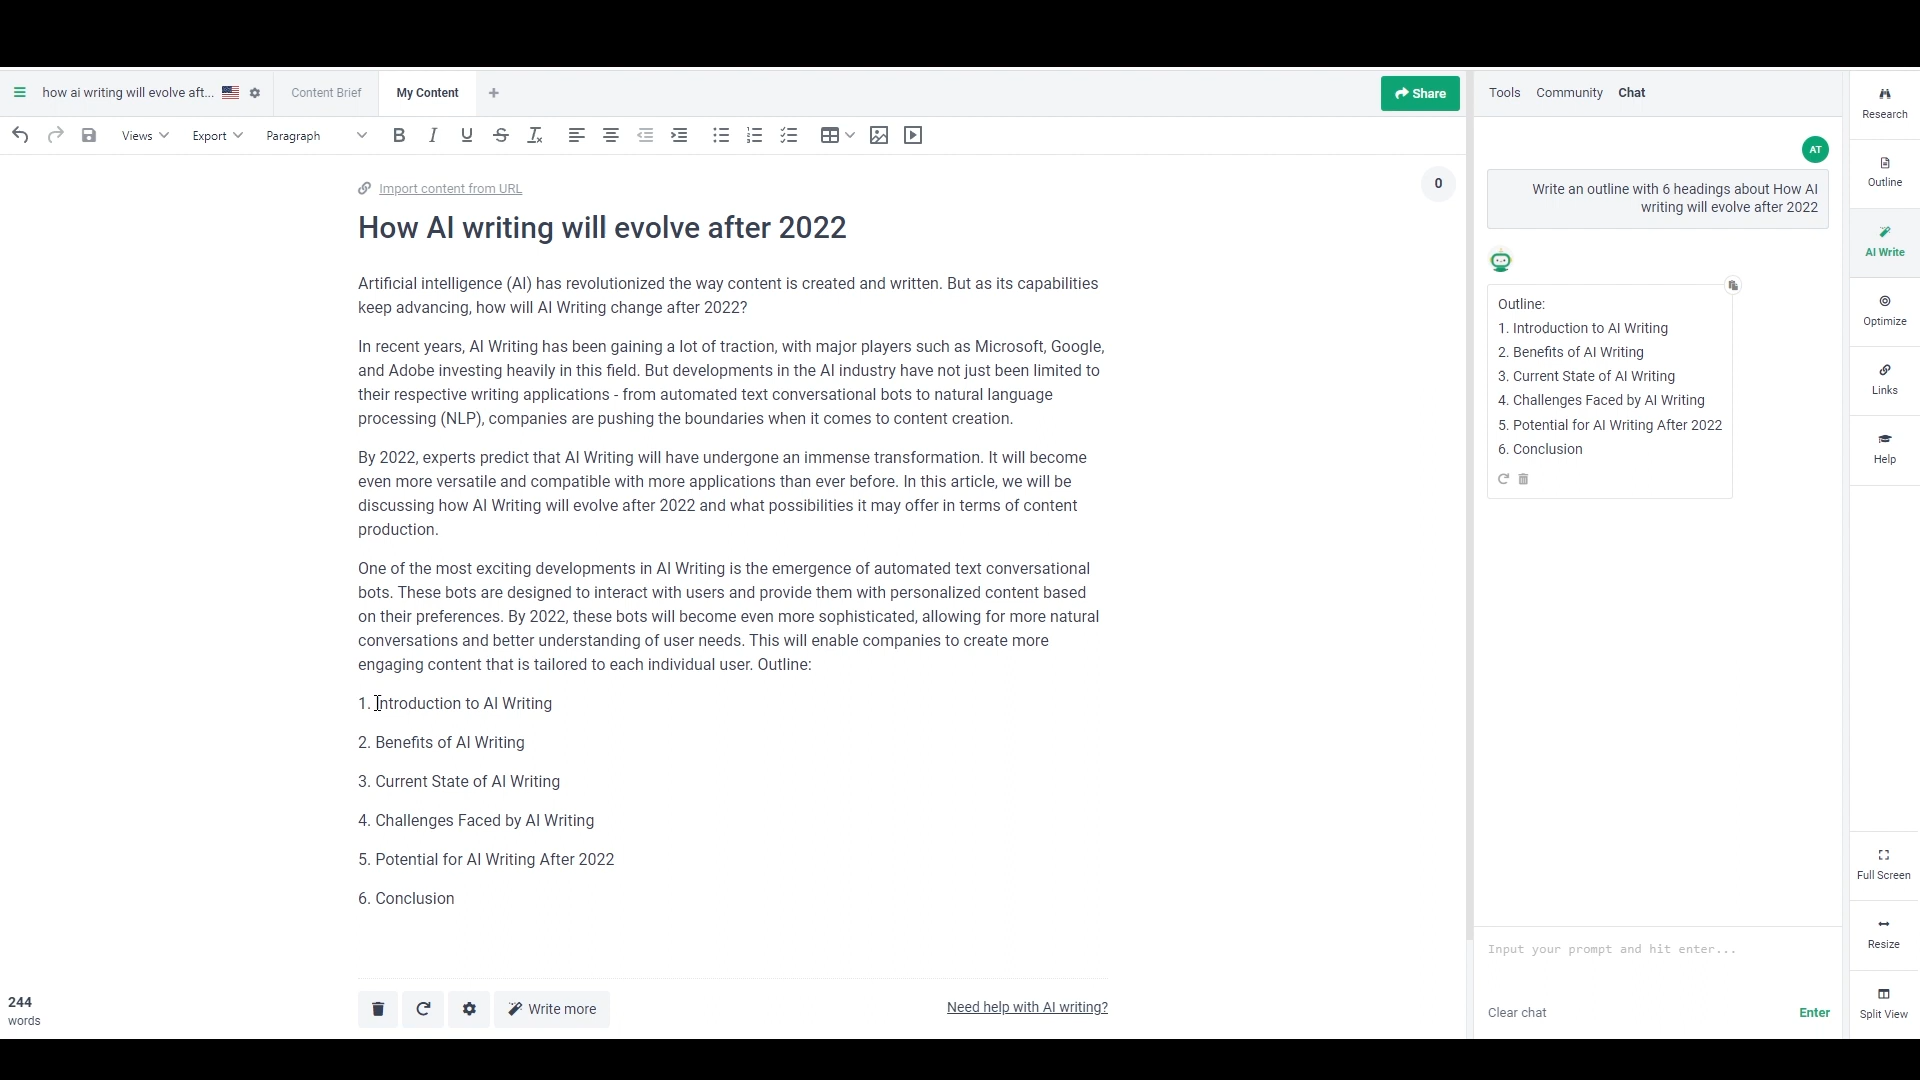 how ai writing will evolve aft...
Content Brief
My Content
Share
Tools
Community
Chat
Research
Views
Export
Paragraph
Import content from URL
0
How AI writing will evolve after 2022
Artificial intelligence (AI) has revolutionized the way content is created and written. But as its capabilities
keep advancing, how will AI Writing change after 2022?
In recent years, AI Writing has been gaining a lot of traction, with major players such as Microsoft, Google,
and Adobe investing heavily in this field. But developments in the AI industry have not just been limited to
their respective writing applications - from automated text conversational bots to natural language
processing (NLP), companies are pushing the boundaries when it comes to content creation.
By 2022, experts predict that AI Writing will have undergone an immense transformation. It will become
even more versatile and compatible with more applications than ever before. In this article, we will be
discussing how AI Writing will evolve after 2022 and what possibilities it may offer in terms of content
production.
One of the most exciting developments in AI Writing is the emergence of automated text conversational
bots. These bots are designed to interact with users and provide them with personalized content based
on their preferences. By 2022, these bots will become even more sophisticated, allowing for more natural
conversations and better understanding of user needs. This will enable companies to create more
engaging content that is tailored to each individual user. Outline:
1. Introduction to AI Writing
2. Benefits of AI Writing
3. Current State of AI Writing
4. Challenges Faced by AI Writing
5. Potential for AI Writing After 2022
6. Conclusion
244
words
Write more
Need help with AI writing?
AT
Write an outline with 6 headings about How AI
writing will evolve after 2022
Outline:
1. Introduction to AI Writing
2. Benefits of AI Writing
3. Current State of AI Writing
4. Challenges Faced by AI Writing
5. Potential for AI Writing After 2022
6. Conclusion
Input your prompt and hit enter...
Clear chat
Enter
Outline
AI Write
Optimize
Links
Help
Full Screen
Resize
Split View